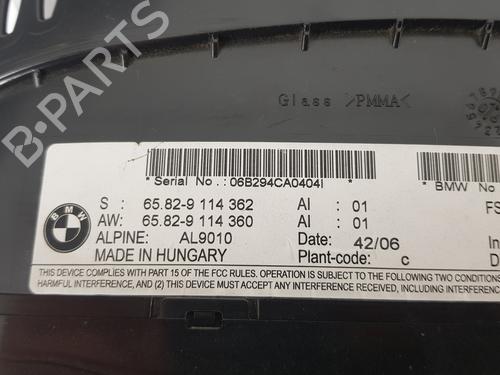 Glass >PMMA<
* Serial No : 06B294CA0404I *
* BMW No
BMW
S : 65.82-9 114 362 AI : 01 FS
AW: 65.82-9 114 360 AI : 01
ALPINE: AL9010 Date: 42/06 In
MADE IN HUNGARY Plant-code: c D
THIS DEVICE COMPLIES WITH PART 15 OF THE FCC RULES. OPERATION IS SUBJECT TO THE FOLLOWING TWO CONDITIONS
HARMFUL INTERFERENCE, AND (2) THIS DEVICE MUST ACCEPT ANY INTERFERENCE RECEIVED, INCLUDING INTERFERENCE
B-PARTS